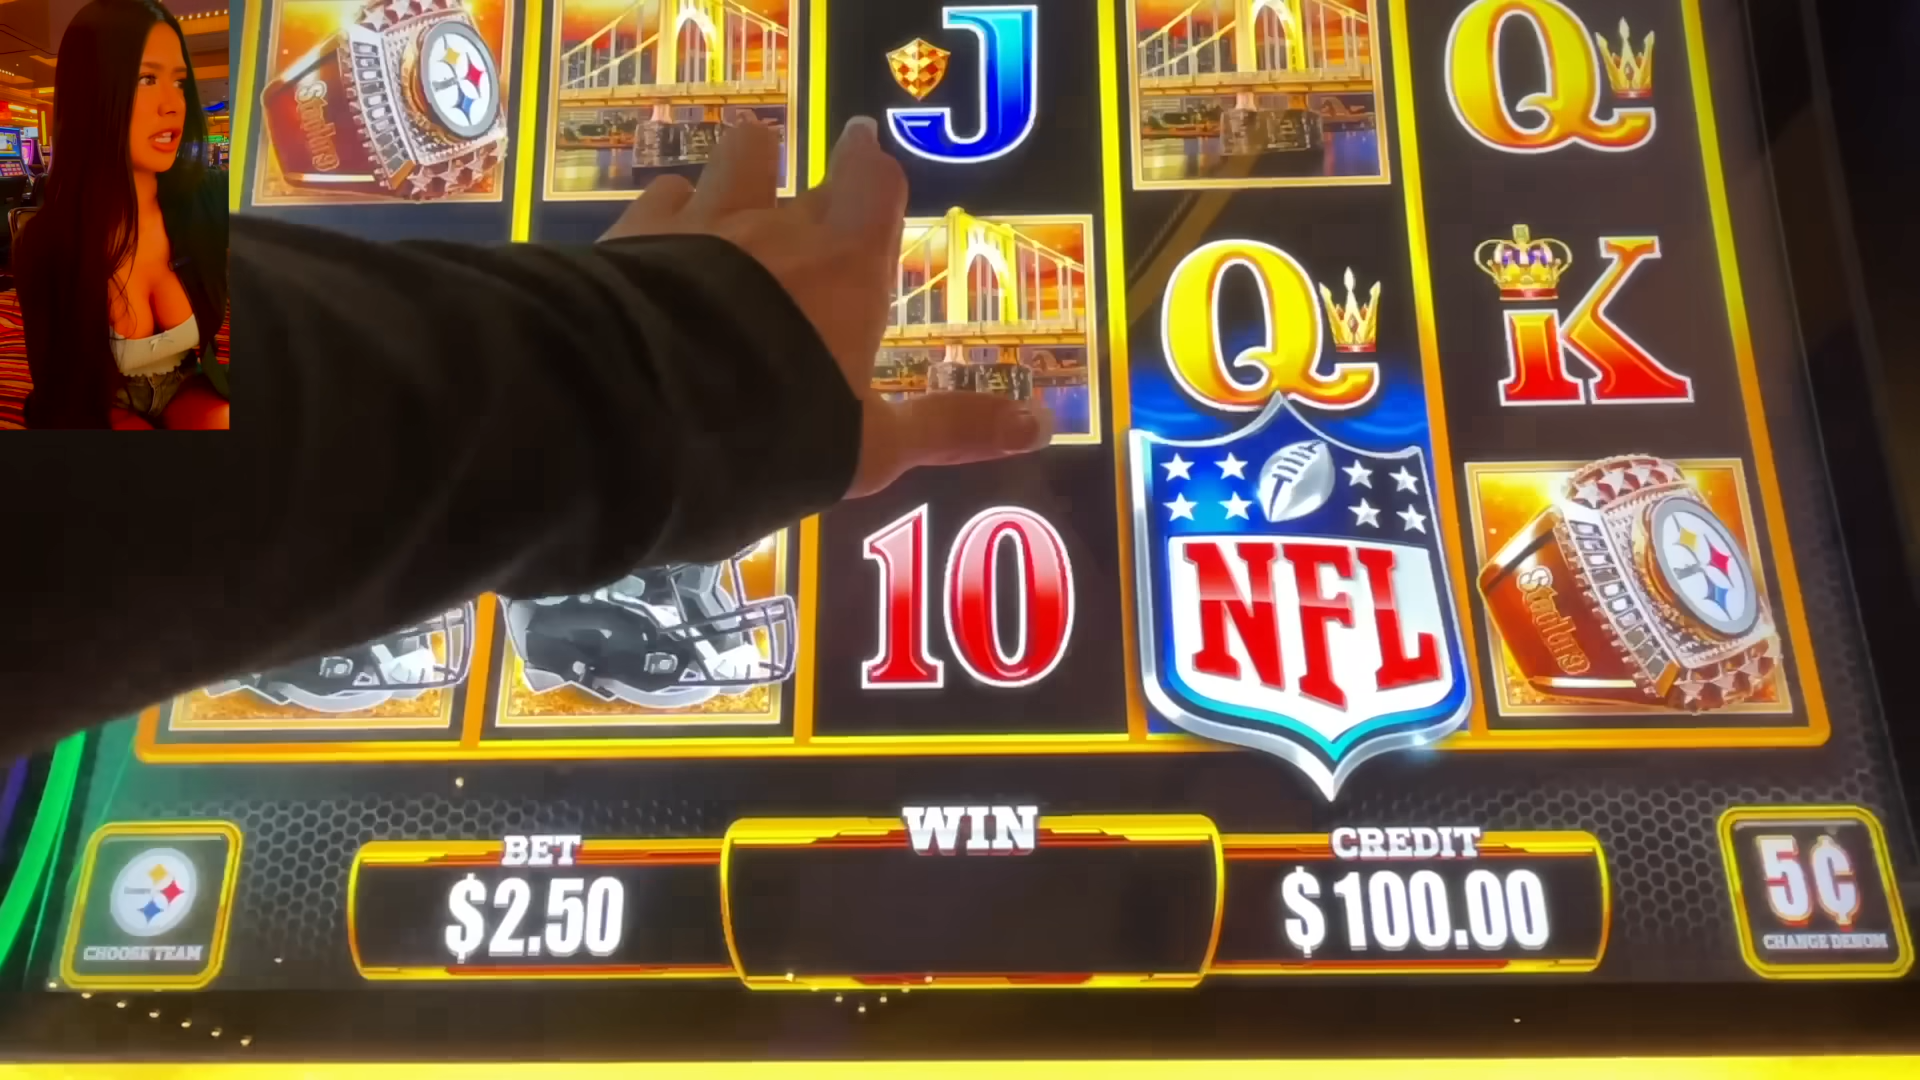 Steelers
J
Q
Q
K
10
NFL
Steelers
WIN
BET
$2.50
CREDIT
$100.00
5¢
CHOOSE TEAM
CHANGE DENOM